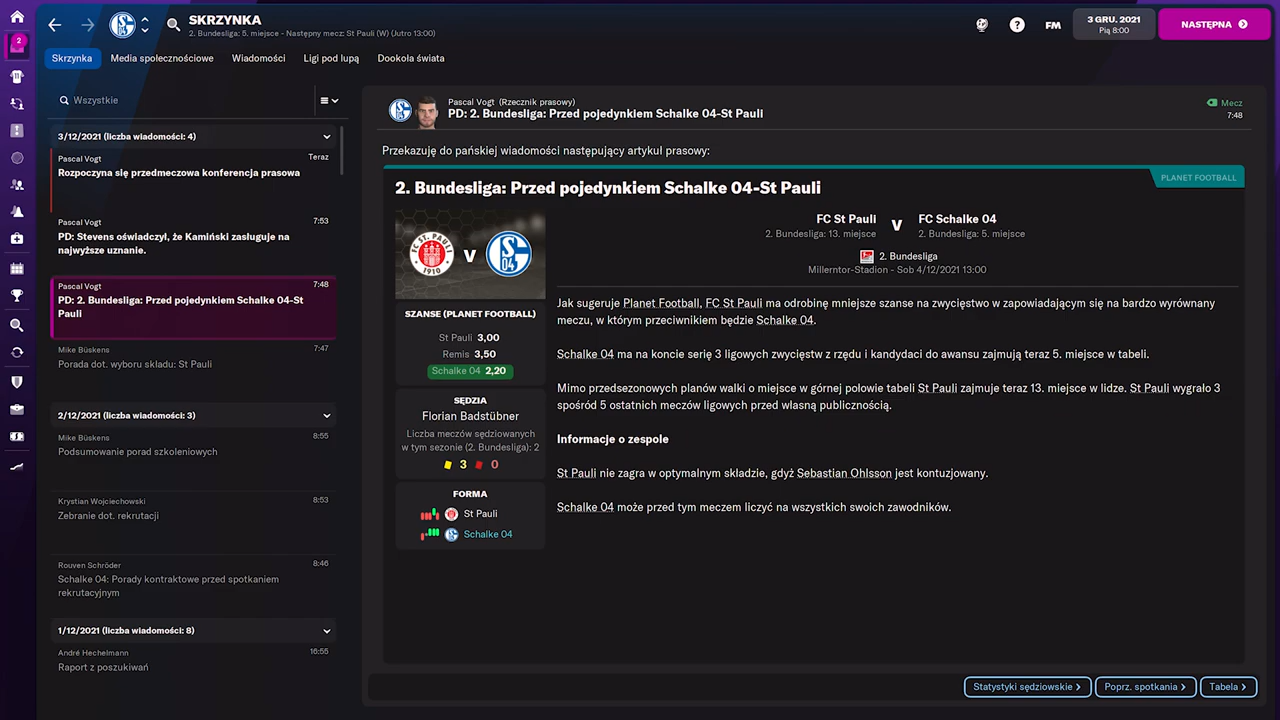 SKRZYNKA
2. Bundesliga: 5. miejsce - Następny mecz: St Pauli (W) (Jutro 13:00)
FM
3 GRU. 2021
Pią 8:00
NASTĘPNA
2
Skrzynka
Media społecznościowe
Wiadomości
Ligi pod lupą
Dookoła świata
Wszystkie
3/12/2021 (liczba wiadomości: 4)
Pascal Vogt
Teraz
Rozpoczyna się przedmeczowa konferencja prasowa
Pascal Vogt
7:53
PD: Stevens oświadczył, że Kamiński zasługuje na
najwyższe uznanie.
Pascal Vogt
7:48
PD: 2. Bundesliga: Przed pojedynkiem Schalke 04-St
Pauli
Mike Büskens
7:47
Porada dot. wyboru składu: St Pauli
2/12/2021 (liczba wiadomości: 3)
Mike Büskens
8:55
Podsumowanie porad szkoleniowych
Krystian Wojciechowski
8:53
Zebranie dot. rekrutacji
Rouven Schröder
8:46
Schalke 04: Porady kontraktowe przed spotkaniem
rekrutacyjnym
1/12/2021 (liczba wiadomości: 8)
André Hechelmann
16:55
Raport z poszukiwań
Pascal Vogt (Rzecznik prasowy)
PD: 2. Bundesliga: Przed pojedynkiem Schalke 04-St Pauli
Mecz
7:48
Przekazuję do pańskiej wiadomości następujący artykuł prasowy:
2. Bundesliga: Przed pojedynkiem Schalke 04-St Pauli
PLANET FOOTBALL
FC ST. PAULI
1910
V
SZANSE (PLANET FOOTBALL)
St Pauli 3,00
Remis 3,50
Schalke 04 2,20
SĘDZIA
Florian Badstübner
Liczba meczów sędziowanych
w tym sezonie (2. Bundesliga): 2
3 0
FORMA
St Pauli
Schalke 04
FC St Pauli v FC Schalke 04
2. Bundesliga: 13. miejsce 2. Bundesliga: 5. miejsce
2. Bundesliga
Millerntor-Stadion - Sob 4/12/2021 13:00
Jak sugeruje Planet Football, FC St Pauli ma odrobinę mniejsze szanse na zwycięstwo w zapowiadającym się na bardzo wyrównany
meczu, w którym przeciwnikiem będzie Schalke 04.
Schalke 04 ma na koncie serię 3 ligowych zwycięstw z rzędu i kandydaci do awansu zajmują teraz 5. miejsce w tabeli.
Mimo przedsezonowych planów walki o miejsce w górnej połowie tabeli St Pauli zajmuje teraz 13. miejsce w lidze. St Pauli wygrało 3
spośród 5 ostatnich meczów ligowych przed własną publicznością.
Informacje o zespole
St Pauli nie zagra w optymalnym składzie, gdyż Sebastian Ohlsson jest kontuzjowany.
Schalke 04 może przed tym meczem liczyć na wszystkich swoich zawodników.
Statystyki sędziowskie
Poprz. spotkania
Tabela